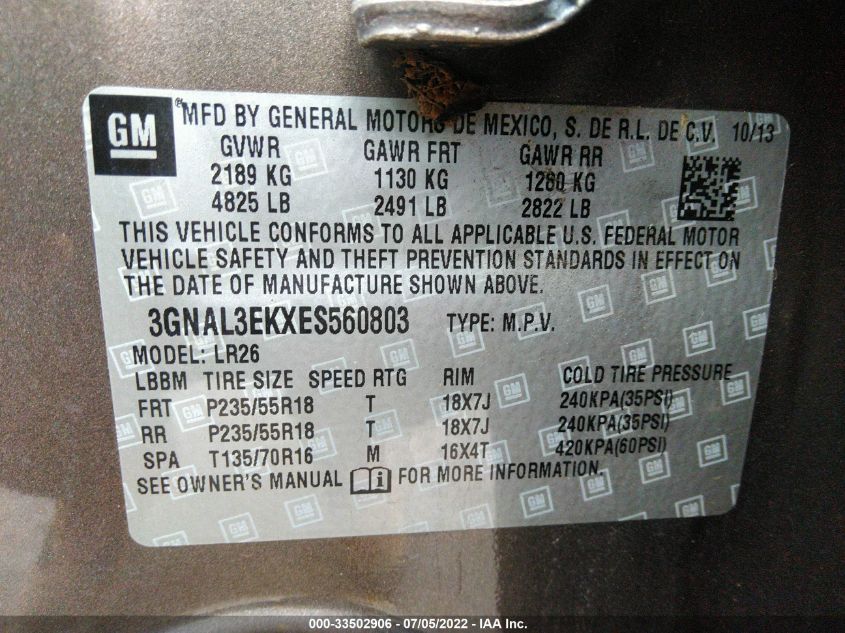 GM
MFD BY GENERAL MOTORS DE MEXICO, S. DE R.L. DE C.V. 10/13
GVWR GAWR FRT GAWR RR
2189 KG 1130 KG 1280 KG
4825 LB 2491 LB 2822 LB
THIS VEHICLE CONFORMS TO ALL APPLICABLE U.S. FEDERAL MOTOR
VEHICLE SAFETY AND THEFT PREVENTION STANDARDS IN EFFECT ON
THE DATE OF MANUFACTURE SHOWN ABOVE.
3GNAL3EKXES560803 TYPE: M.P.V.
MODEL: LR26
LBBM TIRE SIZE SPEED RTG RIM COLD TIRE PRESSURE
FRT P235/55R18 T 18X7J 240KPA(35PSI)
RR P235/55R18 T 18X7J 240KPA(35PSI)
SPA T135/70R16 M 16X4T 420KPA(60PSI)
SEE OWNER'S MANUAL i FOR MORE INFORMATION.
000-33502906 - 07/05/2022 - IAA Inc.